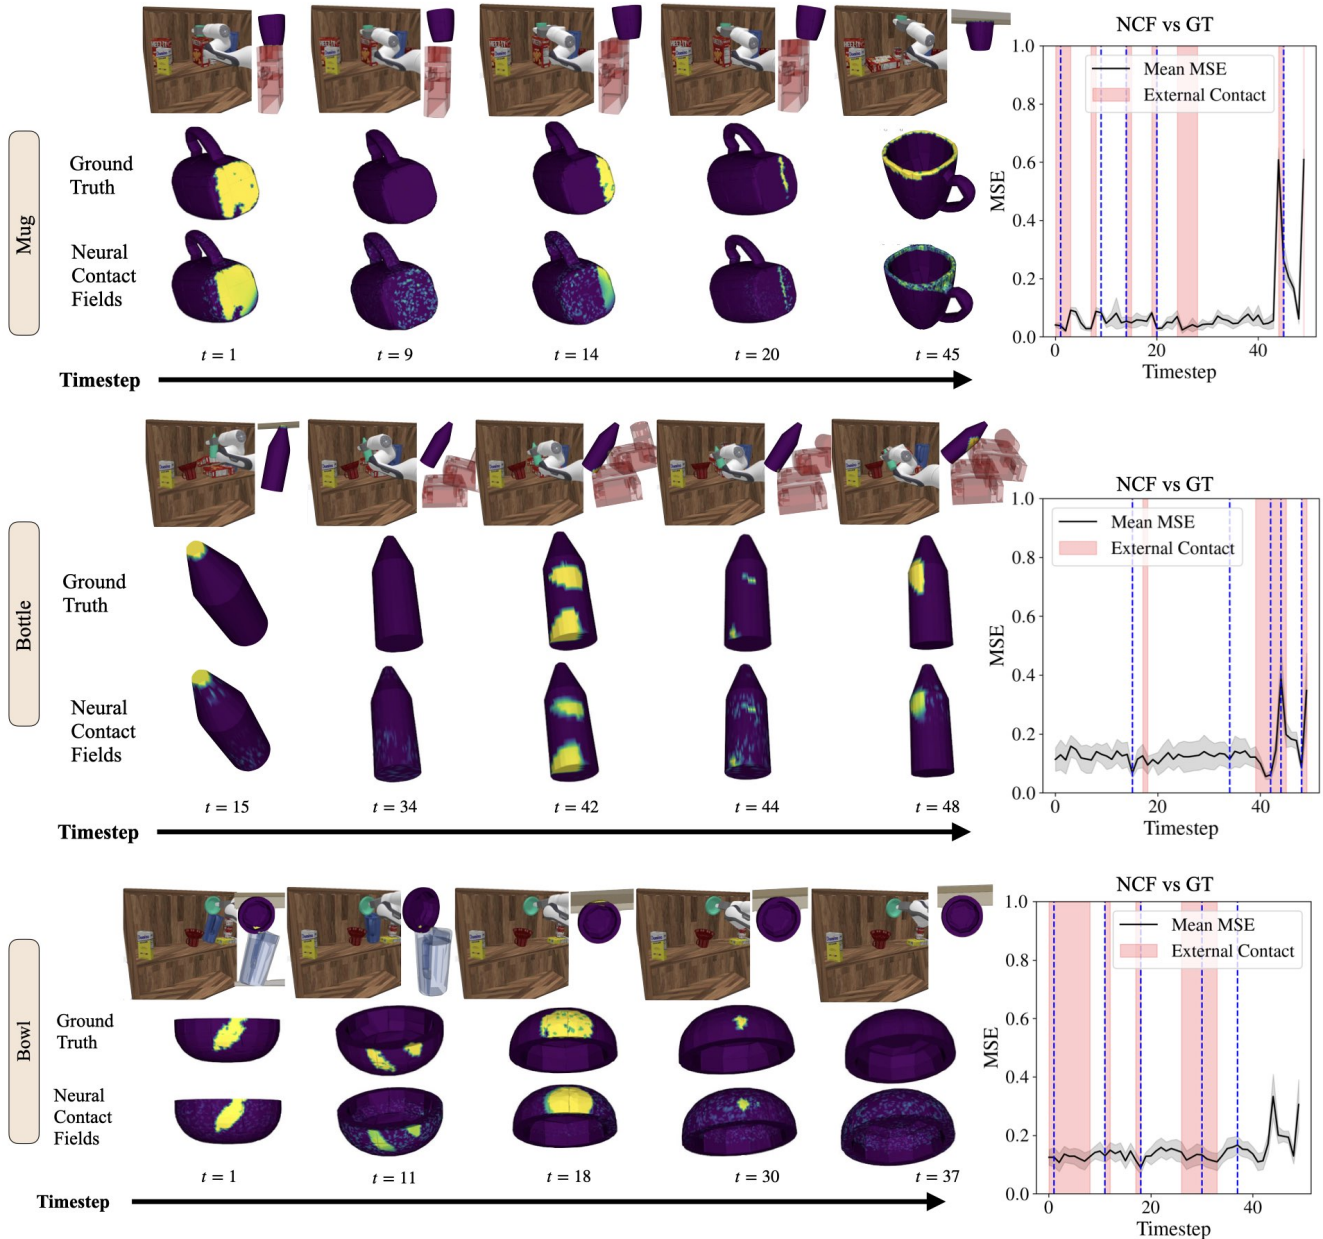 NCF vs GT
1.0
0.8
0.6
0.4
0.2
0.0
MSE
Mean MSE
External Contact
0
20
40
Timestep
Mug
Ground
Truth
Neural
Contact
Fields
t = 1
t = 9
t = 14
t = 20
t = 45
Timestep
NCF vs GT
1.0
0.8
0.6
0.4
0.2
0.0
MSE
Mean MSE
External Contact
0
20
40
Timestep
Bottle
Ground
Truth
Neural
Contact
Fields
t = 15
t = 34
t = 42
t = 44
t = 48
Timestep
NCF vs GT
1.0
0.8
0.6
0.4
0.2
0.0
MSE
Mean MSE
External Contact
0
20
40
Timestep
Bowl
Ground
Truth
Neural
Contact
Fields
t = 1
t = 11
t = 18
t = 30
t = 37
Timestep